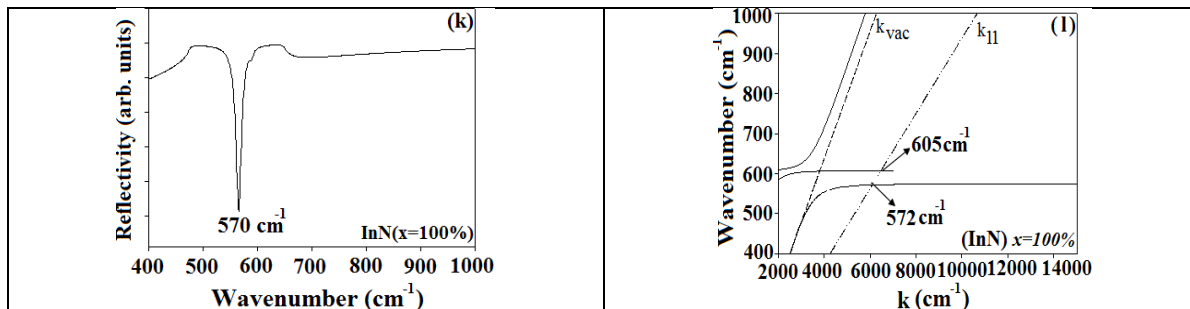 (k)
Reflectivity (arb. units)
570 cm⁻¹
InN(x=100%)
400 500 600 700 800 900 1000
Wavenumber (cm⁻¹)
(l)
Wavenumber (cm⁻¹)
1000
900
800
700
600
500
400
k_vac
k_11
605cm⁻¹
572cm⁻¹
(InN) x=100%
2000 4000 6000 8000 10000 12000 14000
k (cm⁻¹)